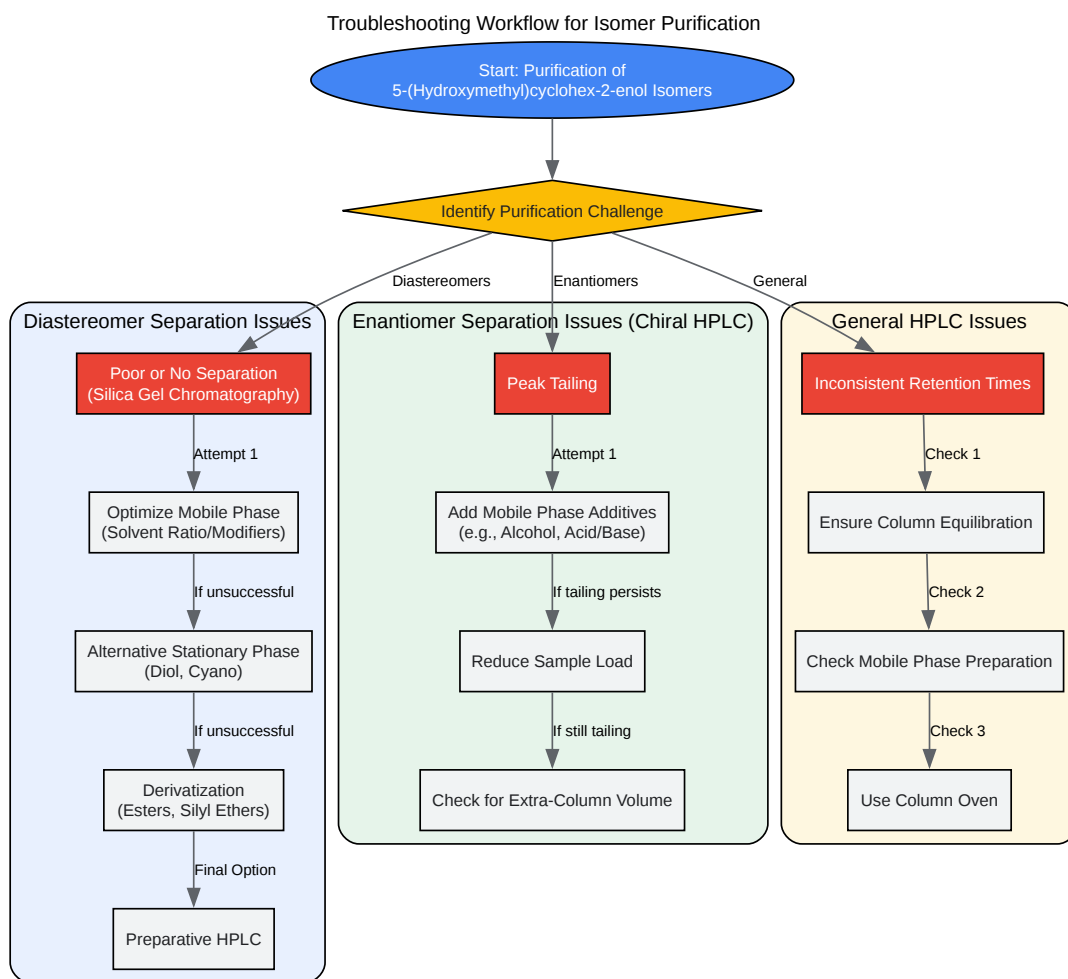 Troubleshooting Workflow for Isomer Purification
Start: Purification of
5-(Hydroxymethyl)cyclohex-2-enol Isomers
Identify Purification Challenge
Diastereomers
Enantiomers
General
Diastereomer Separation Issues
Poor or No Separation
(Silica Gel Chromatography)
Attempt 1
Optimize Mobile Phase
(Solvent Ratio/Modifiers)
If unsuccessful
Alternative Stationary Phase
(Diol, Cyano)
If unsuccessful
Derivatization
(Esters, Silyl Ethers)
Final Option
Preparative HPLC
Enantiomer Separation Issues (Chiral HPLC)
Peak Tailing
Attempt 1
Add Mobile Phase Additives
(e.g., Alcohol, Acid/Base)
If tailing persists
Reduce Sample Load
If still tailing
Check for Extra-Column Volume
General HPLC Issues
Inconsistent Retention Times
Check 1
Ensure Column Equilibration
Check 2
Check Mobile Phase Preparation
Check 3
Use Column Oven